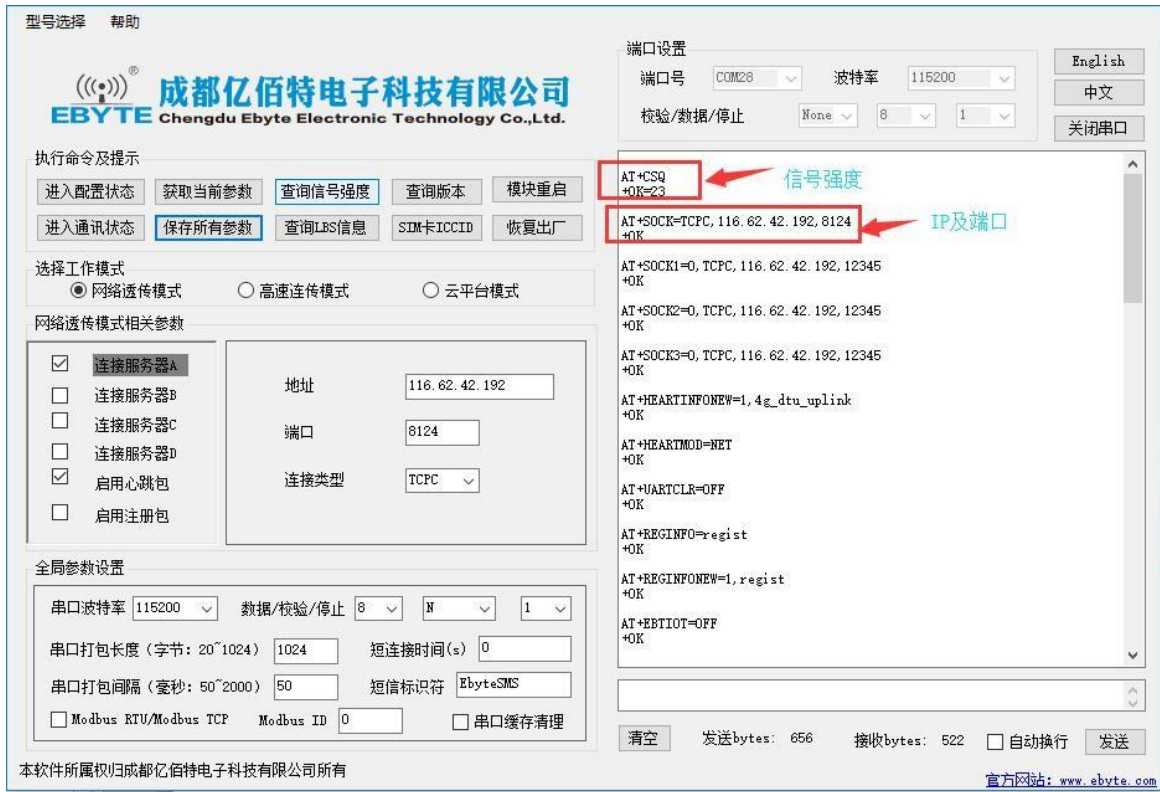 型号选择 帮助
EBYTE ®
成都亿佰特电子科技有限公司
Chengdu Ebyte Electronic Technology Co.,Ltd.
端口设置
端口号 COM28 波特率 115200
校验/数据/停止 None 8 1
English
中文
关闭串口
执行命令及提示
进入配置状态 获取当前参数 查询信号强度 查询版本 模块重启
进入通讯状态 保存所有参数 查询LBS信息 SIM卡ICCID 恢复出厂
选择工作模式
网络透传模式 高速连传模式 云平台模式
网络透传模式相关参数
连接服务器A
连接服务器B
连接服务器C
连接服务器D
启用心跳包
启用注册包
地址 116.62.42.192
端口 8124
连接类型 TCPC
全局参数设置
串口波特率 115200 数据/校验/停止 8 N 1
串口打包长度（字节：20~1024） 1024 短连接时间(s) 0
串口打包间隔（毫秒：50~2000） 50 短信标识符 EbyteSMS
Modbus RTU/Modbus TCP Modbus ID 0 串口缓存清理
本软件所属权归成都亿佰特电子科技有限公司所有
AT+CSQ
+OK=23
信号强度
AT+SOCK=TCPC,116.62.42.192,8124
+OK
IP及端口
AT+SOCK1=0,TCPC,116.62.42.192,12345
+OK
AT+SOCK2=0,TCPC,116.62.42.192,12345
+OK
AT+SOCK3=0,TCPC,116.62.42.192,12345
+OK
AT+HEARTINFONEW=1,4g_dtu_uplink
+OK
AT+HEARTMOD=NET
+OK
AT+UARTCLR=OFF
+OK
AT+REGINFO=regist
+OK
AT+REGINFONEW=1,regist
+OK
AT+EBTIOT=OFF
+OK
清空 发送bytes: 656 接收bytes: 522 自动换行 发送
官方网站: www.ebyte.com